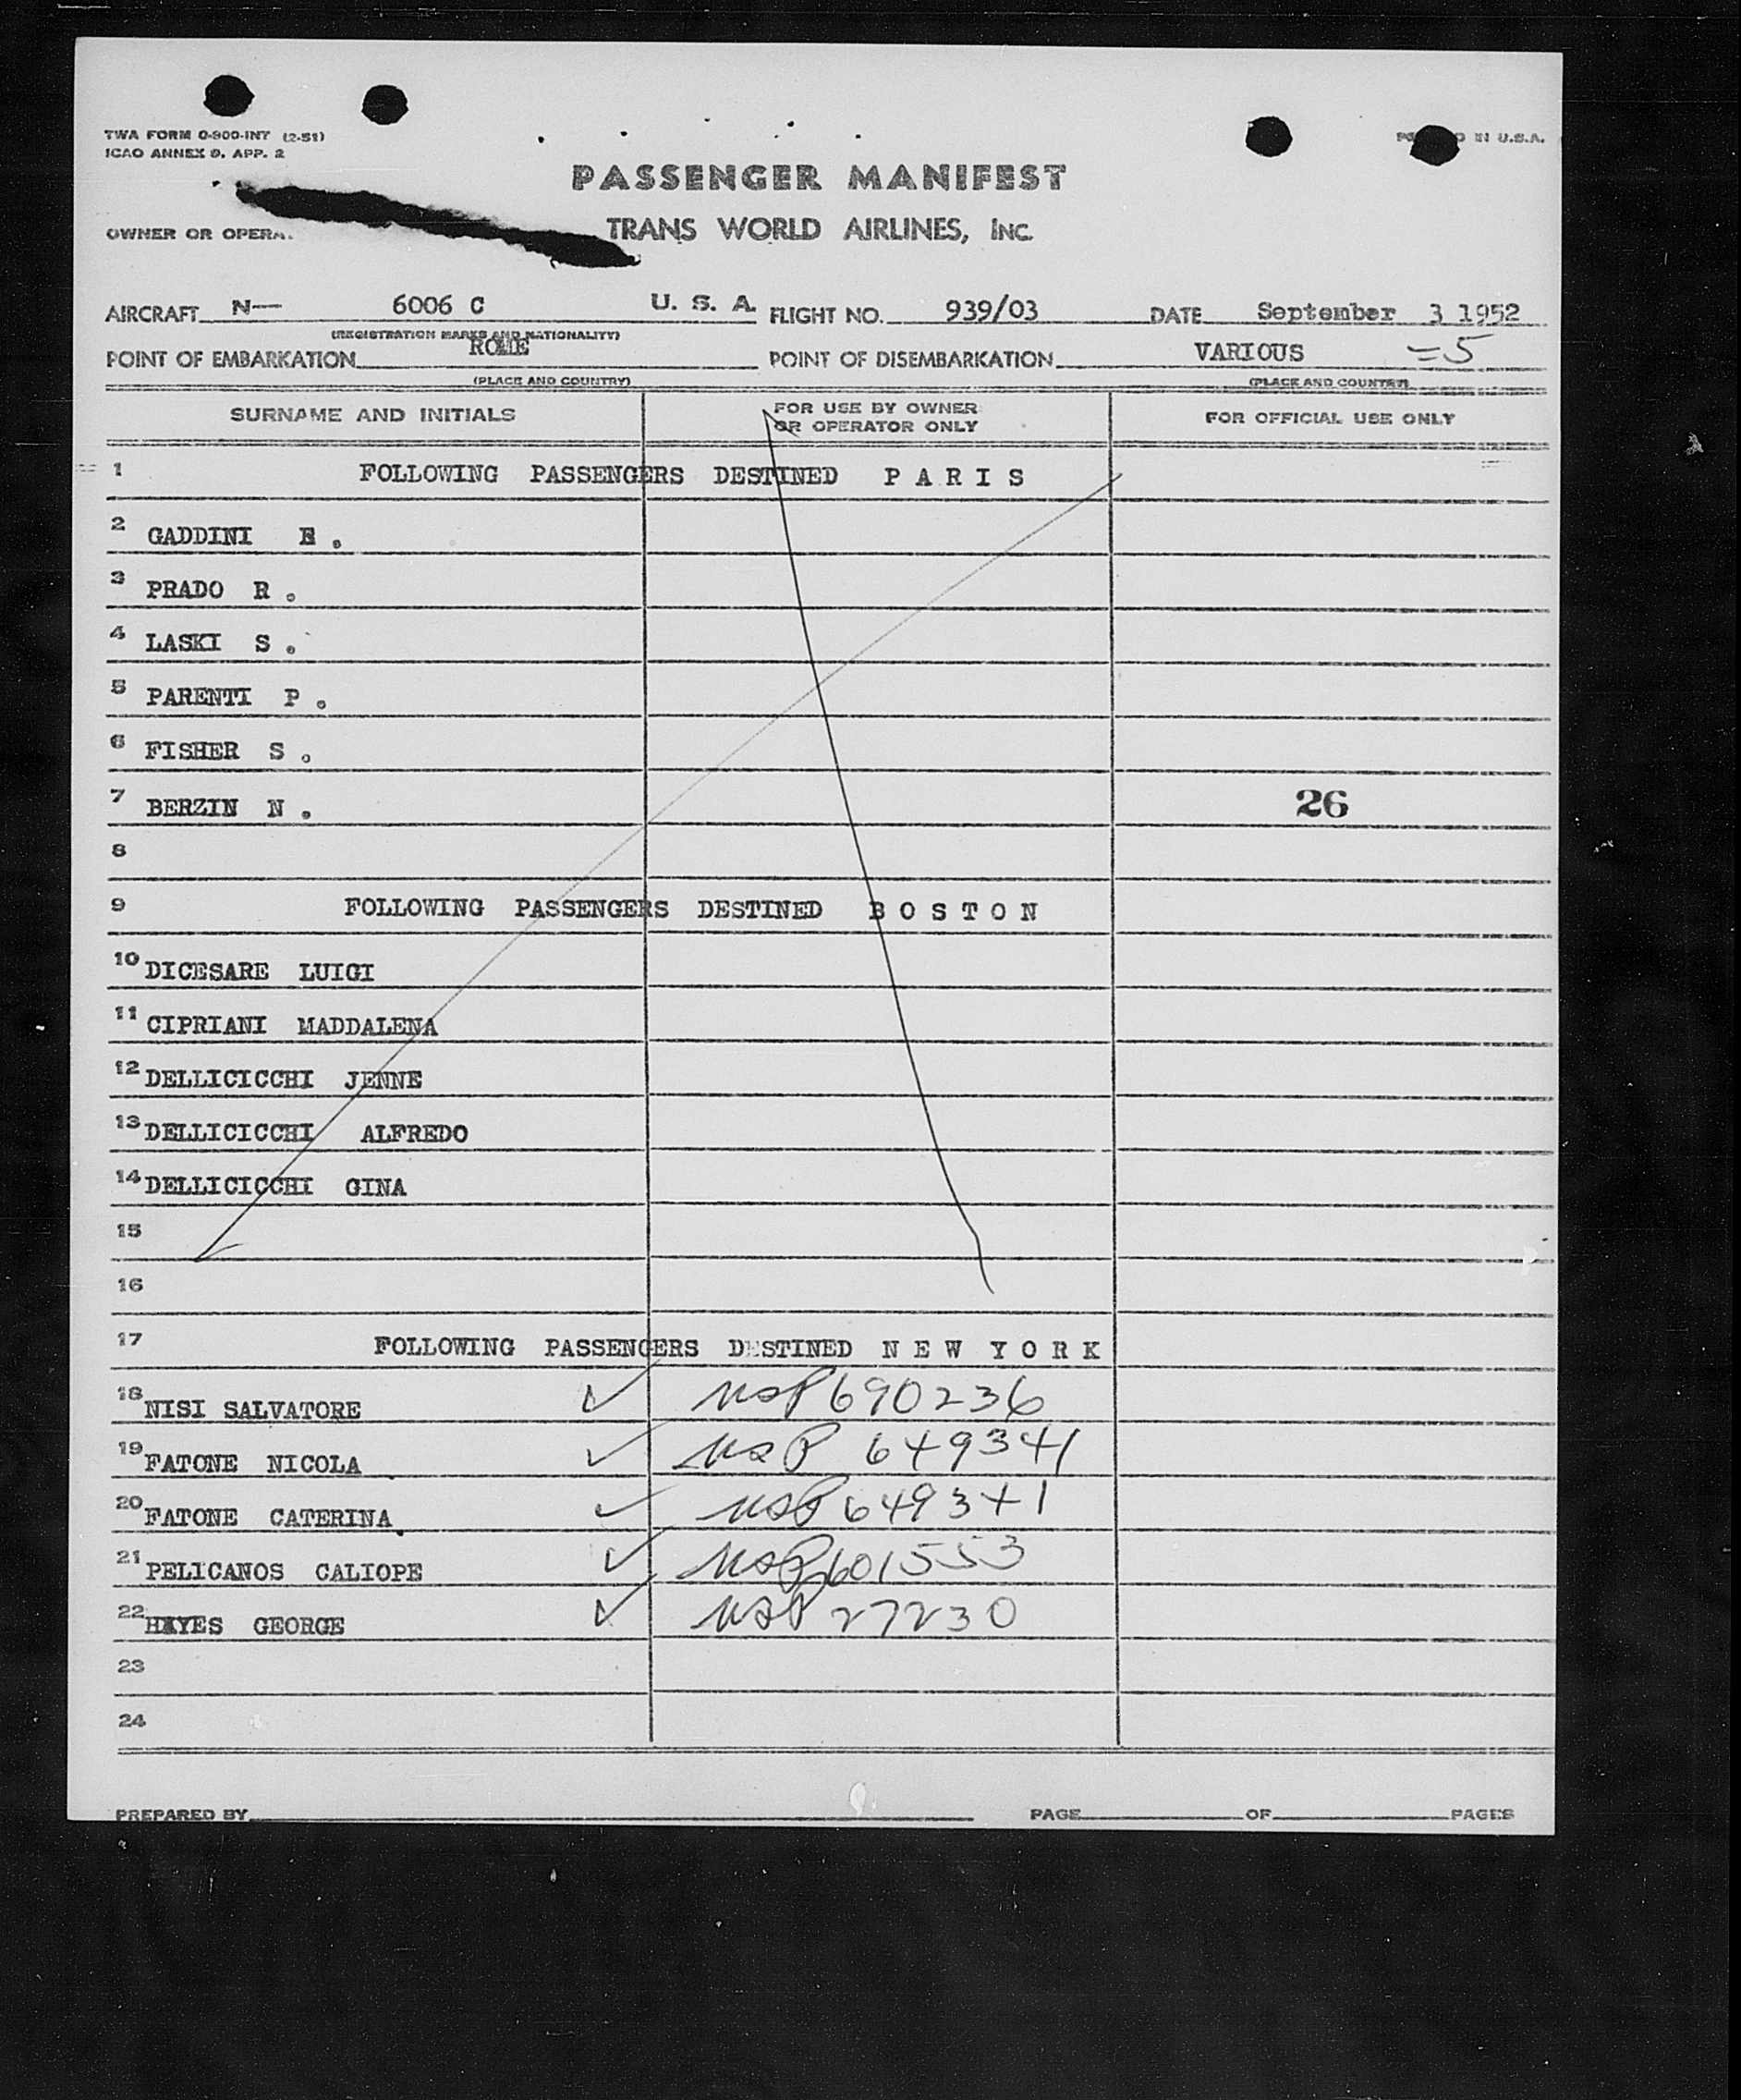 TWA FORM O-900-INT (2-51)
ICAO ANNEX 9, APP. 2
IN U.S.A.
PASSENGER MANIFEST
OWNER OR OPERA
TRANS WORLD AIRLINES, INC.
AIRCRAFT N— 6006 C U. S. A. FLIGHT NO. 939/03 DATE September 3 1952
(REGISTRATION MARKS AND NATIONALITY)
POINT OF EMBARKATION ROME POINT OF DISEMBARKATION VARIOUS =5
(PLACE AND COUNTRY) (PLACE AND COUNTRY)
SURNAME AND INITIALS FOR USE BY OWNER OR OPERATOR ONLY FOR OFFICIAL USE ONLY
1 FOLLOWING PASSENGERS DESTINED P A R I S
2 GADDINI E.
3 PRADO R.
4 LASKI S.
5 PARENTI P.
6 FISHER S.
7 BERZIN N. 26
8
9 FOLLOWING PASSENGERS DESTINED B O S T O N
10 DICESARE LUIGI
11 CIPRIANI MADDALENA
12 DELLICICCHI JENNE
13 DELLICICCHI ALFREDO
14 DELLICICCHI GINA
15
16
17 FOLLOWING PASSENGERS DESTINED N E W Y O R K
18 NISI SALVATORE ✓ USP 690236
19 FATONE NICOLA ✓ USP 649341
20 FATONE CATERINA ✓ USP 649341
21 PELICANOS CALIOPE ✓ USP 601553
22 HAYES GEORGE ✓ USP 27230
23
24
PREPARED BY PAGE OF PAGES